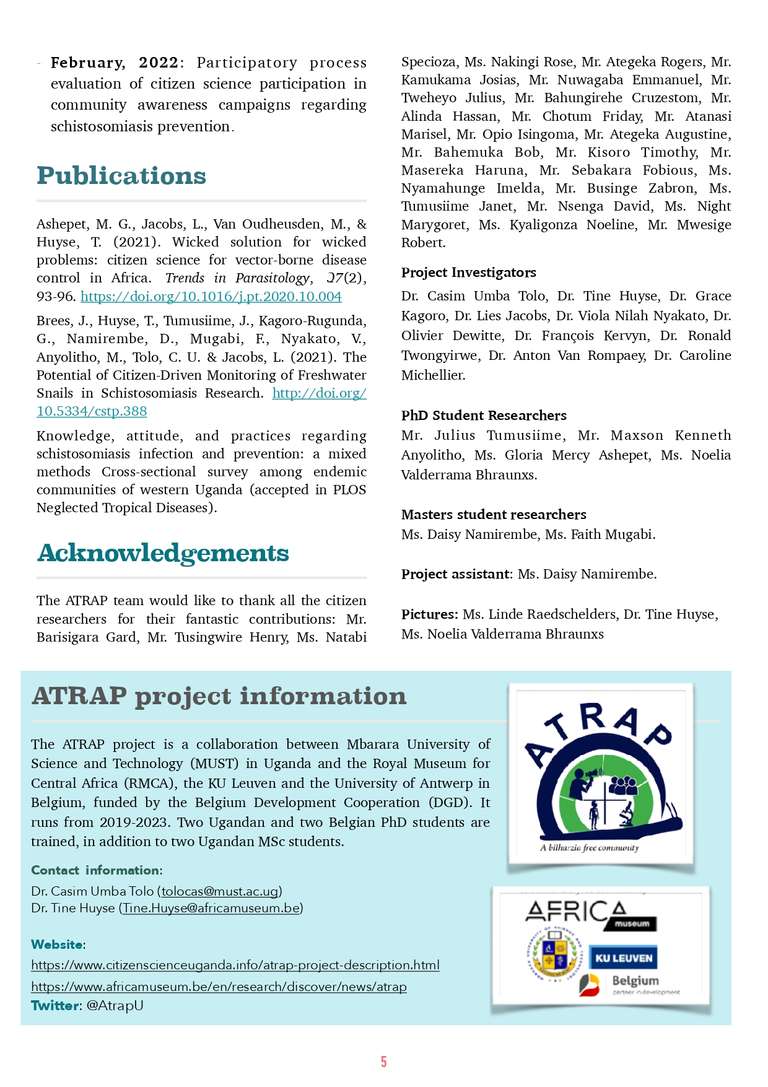 - February, 2022: Participatory process
evaluation of citizen science participation in
community awareness campaigns regarding
schistosomiasis prevention.
Publications
Ashepet, M. G., Jacobs, L., Van Oudheusden, M., &
Huyse, T. (2021). Wicked solution for wicked
problems: citizen science for vector-borne disease
control in Africa. Trends in Parasitology, 37(2),
93-96. https://doi.org/10.1016/j.pt.2020.10.004
Brees, J., Huyse, T., Tumusiime, J., Kagoro-Rugunda,
G., Namirembe, D., Mugabi, F., Nyakato, V.,
Anyolitho, M., Tolo, C. U. & Jacobs, L. (2021). The
Potential of Citizen-Driven Monitoring of Freshwater
Snails in Schistosomiasis Research. http://doi.org/
10.5334/cstp.388
Knowledge, attitude, and practices regarding
schistosomiasis infection and prevention: a mixed
methods Cross-sectional survey among endemic
communities of western Uganda (accepted in PLOS
Neglected Tropical Diseases).
Acknowledgements
The ATRAP team would like to thank all the citizen
researchers for their fantastic contributions: Mr.
Barisigara Gard, Mr. Tusingwire Henry, Ms. Natabi
Specioza, Ms. Nakingi Rose, Mr. Ategeka Rogers, Mr.
Kamukama Josias, Mr. Nuwagaba Emmanuel, Mr.
Tweheyo Julius, Mr. Bahungirehe Cruzestom, Mr.
Alinda Hassan, Mr. Chotum Friday, Mr. Atanasi
Marisel, Mr. Opio Isingoma, Mr. Ategeka Augustine,
Mr. Bahemuka Bob, Mr. Kisoro Timothy, Mr.
Masereka Haruna, Mr. Sebakara Fobious, Ms.
Nyamahunge Imelda, Mr. Businge Zabron, Ms.
Tumusiime Janet, Mr. Nsenga David, Ms. Night
Marygoret, Ms. Kyaligonza Noeline, Mr. Mwesige
Robert.
Project Investigators
Dr. Casim Umba Tolo, Dr. Tine Huyse, Dr. Grace
Kagoro, Dr. Lies Jacobs, Dr. Viola Nilah Nyakato, Dr.
Olivier Dewitte, Dr. François Kervyn, Dr. Ronald
Twongyirwe, Dr. Anton Van Rompaey, Dr. Caroline
Michellier.
PhD Student Researchers
Mr. Julius Tumusiime, Mr. Maxson Kenneth
Anyolitho, Ms. Gloria Mercy Ashepet, Ms. Noelia
Valderrama Bhraunxs.
Masters student researchers
Ms. Daisy Namirembe, Ms. Faith Mugabi.
Project assistant: Ms. Daisy Namirembe.
Pictures: Ms. Linde Raedschelders, Dr. Tine Huyse,
Ms. Noelia Valderrama Bhraunxs
ATRAP project information
The ATRAP project is a collaboration between Mbarara University of
Science and Technology (MUST) in Uganda and the Royal Museum for
Central Africa (RMCA), the KU Leuven and the University of Antwerp in
Belgium, funded by the Belgium Development Cooperation (DGD). It
runs from 2019-2023. Two Ugandan and two Belgian PhD students are
trained, in addition to two Ugandan MSc students.
Contact information:
Dr. Casim Umba Tolo (tolocas@must.ac.ug)
Dr. Tine Huyse (Tine.Huyse@africamuseum.be)
Website:
https://www.citizenscienceuganda.info/atrap-project-description.html
https://www.africamuseum.be/en/research/discover/news/atrap
Twitter: @AtrapU
ATRAP
A bilharzia free community
AFRICA
museum
KU LEUVEN
Belgium
partner in development
5